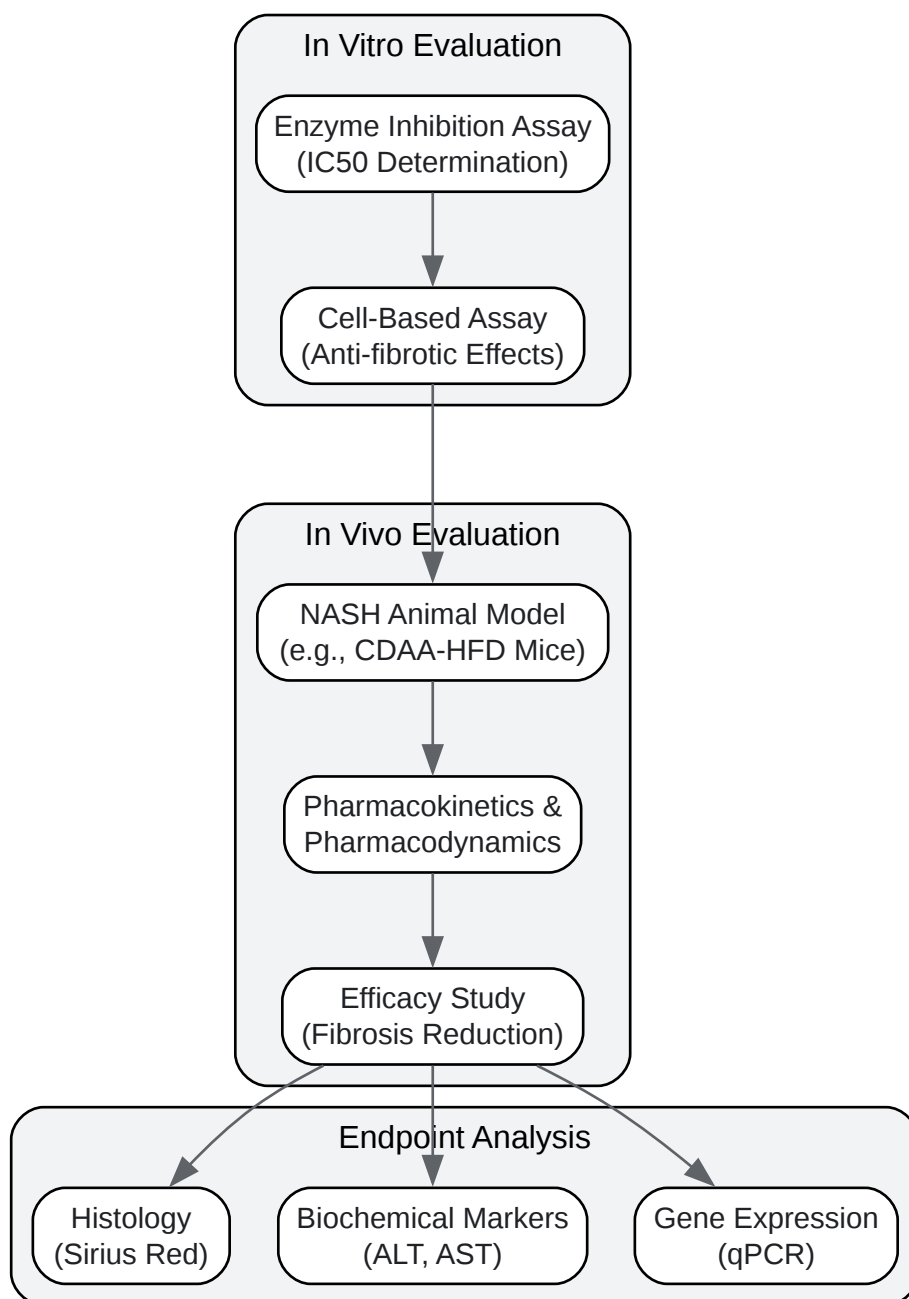 In Vitro Evaluation
Enzyme Inhibition Assay
(IC50 Determination)
Cell-Based Assay
(Anti-fibrotic Effects)
In Vivo Evaluation
NASH Animal Model
(e.g., CDAA-HFD Mice)
Pharmacokinetics &
Pharmacodynamics
Efficacy Study
(Fibrosis Reduction)
Endpoint Analysis
Histology
(Sirius Red)
Biochemical Markers
(ALT, AST)
Gene Expression
(qPCR)